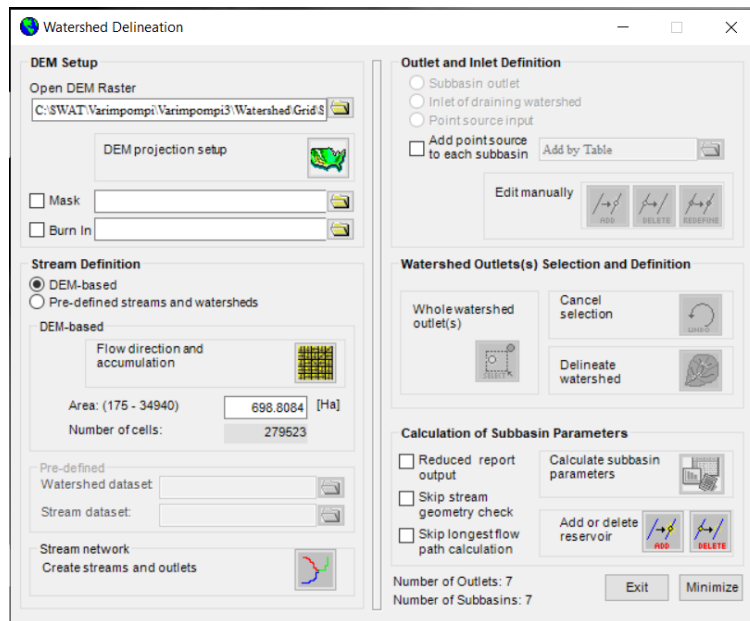 Watershed Delineation
DEM Setup
Open DEM Raster
C:\SWAT\Varimpompi\Varimpompi3\Watershed\Grid\S
DEM projection setup
Mask
Burn In
Stream Definition
DEM-based
Pre-defined streams and watersheds
DEM-based
Flow direction and
accumulation
Area: (175 - 34940) 698.8084 [Ha]
Number of cells: 279523
Pre-defined
Watershed dataset
Stream dataset:
Stream network
Create streams and outlets
Outlet and Inlet Definition
Subbasin outlet
Inlet of draining watershed
Point source input
Add point source
to each subbasin
Add by Table
Edit manually
ADD
DELETE
REDEFINE
Watershed Outlets(s) Selection and Definition
Whole watershed
outlet(s)
SELECT
Cancel
selection
UNDO
Delineate
watershed
Calculation of Subbasin Parameters
Reduced report
output
Skip stream
geometry check
Skip longest flow
path calculation
Calculate subbasin
parameters
Add or delete
reservoir
ADD
DELETE
Number of Outlets: 7
Number of Subbasins: 7
Exit
Minimize